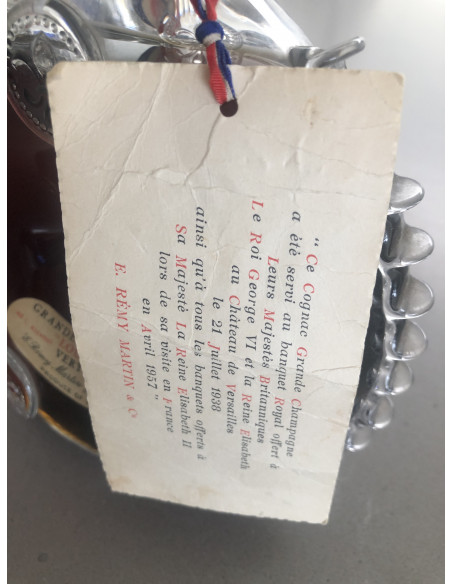 " Ce Cognac Grande Champagne
a été servi au banquet Royal offert à
Leurs Majestés Britanniques
Le Roi George VI et la Reine Elisabeth
au Château de Versailles
le 21 Juillet 1938
ainsi qu'à tous les banquets offerts à
Sa Majesté La Reine Elisabeth II
lors de sa visite en France
en Avril 1957 "
E. RÉMY MARTIN & Co
GRANDE
VERY